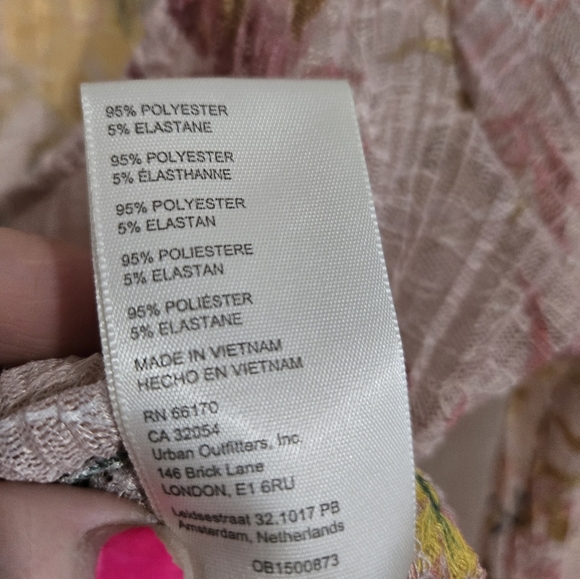 95% POLYESTER
5% ELASTANE
95% POLYESTER
5% ÉLASTHANNE
95% POLYESTER
5% ELASTAN
95% POLIESTERE
5% ELASTAN
95% POLIÉSTER
5% ELASTANE
MADE IN VIETNAM
HECHO EN VIETNAM
RN 66170
CA 32054
Urban Outfitters, Inc.
146 Brick Lane
LONDON, E1 6RU
Leidsestraat 32.1017 PB
Amsterdam, Netherlands
OB1500873